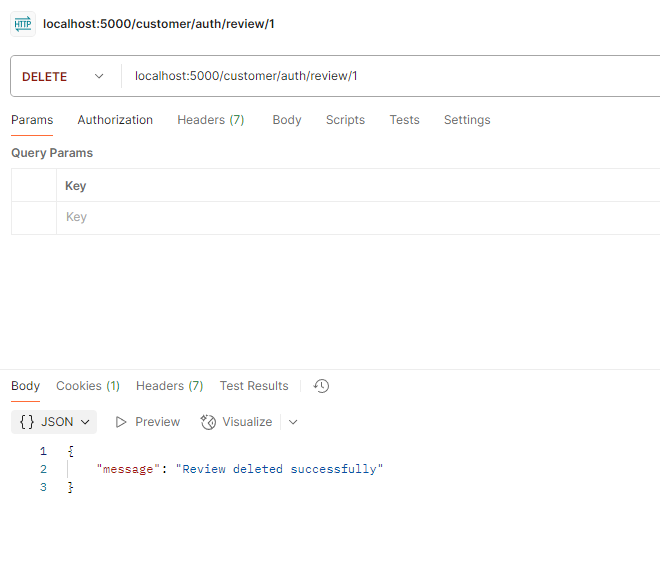 HTTP localhost:5000/customer/auth/review/1
DELETE localhost:5000/customer/auth/review/1
Params Authorization Headers (7) Body Scripts Tests Settings
Query Params
Key
Key
Body Cookies (1) Headers (7) Test Results
{} JSON Preview Visualize
1 {
2 "message": "Review deleted successfully"
3 }